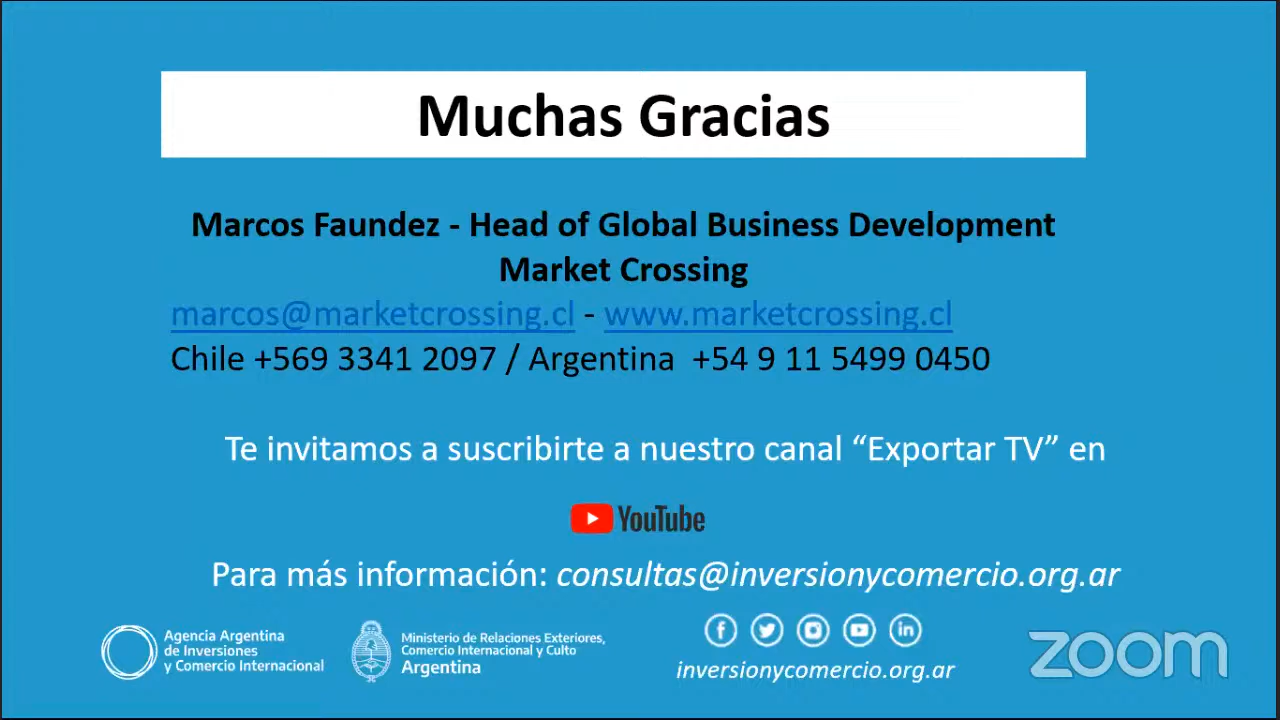 Muchas Gracias
Marcos Faundez - Head of Global Business Development
Market Crossing
marcos@marketcrossing.cl - www.marketcrossing.cl
Chile +569 3341 2097 / Argentina +54 9 11 5499 0450
Te invitamos a suscribirte a nuestro canal “Exportar TV” en
YouTube
Para más información: consultas@inversionycomercio.org.ar
Agencia Argentina
de Inversiones
y Comercio Internacional
Ministerio de Relaciones Exteriores,
Comercio Internacional y Culto
Argentina
inversionycomercio.org.ar
zoom